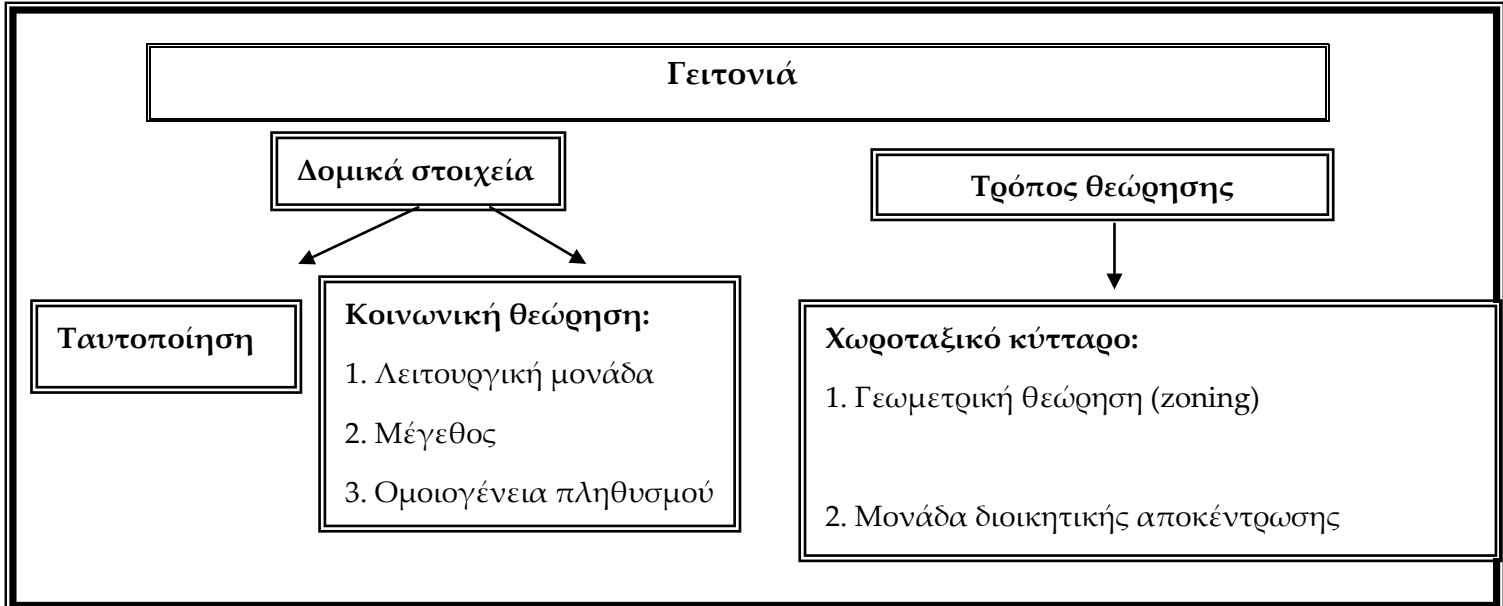 Γειτονιά
Δομικά στοιχεία
Τρόπος θεώρησης
Ταυτοποίηση
Κοινωνική θεώρηση:
1. Λειτουργική μονάδα
2. Μέγεθος
3. Ομοιογένεια πληθυσμού
Χωροταξικό κύτταρο:
1. Γεωμετρική θεώρηση (zoning)
2. Μονάδα διοικητικής αποκέντρωσης